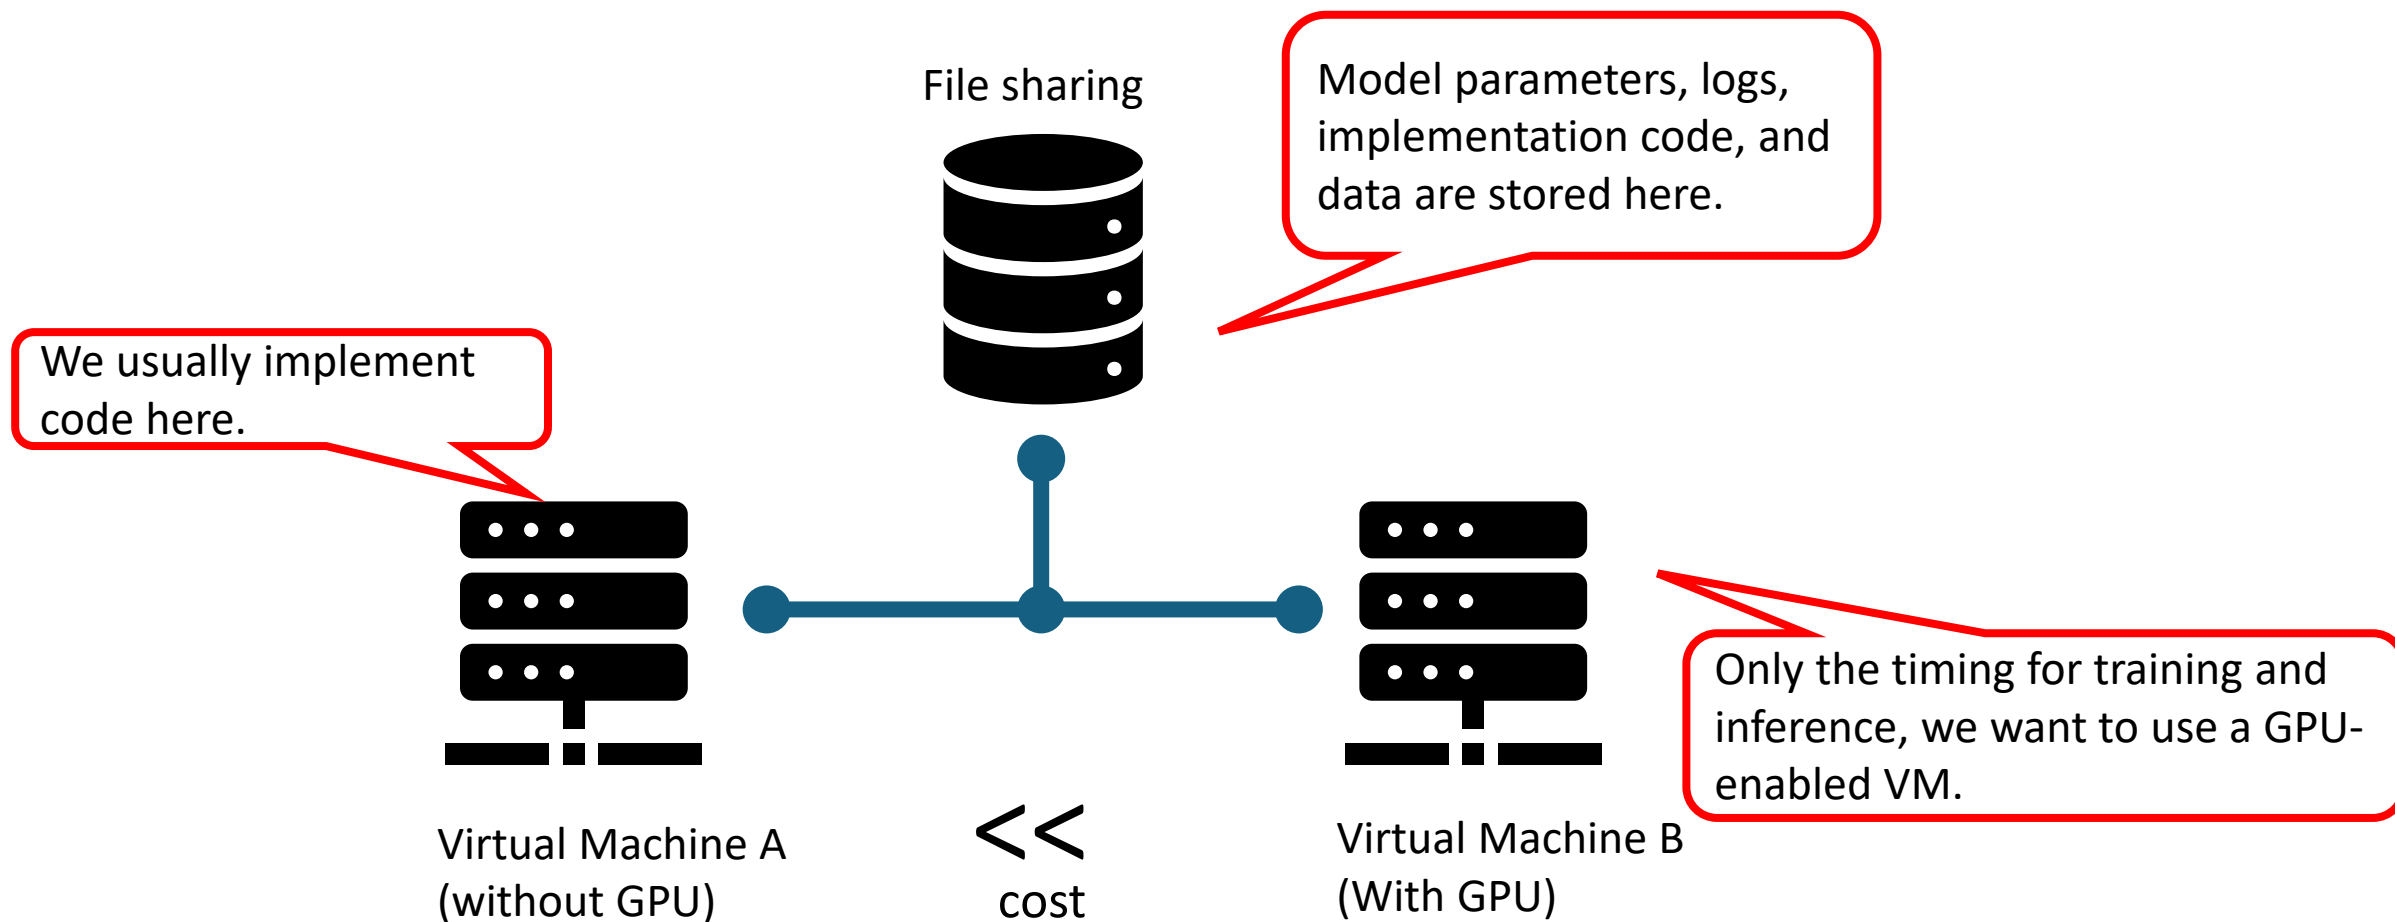 File sharing
Model parameters, logs,
implementation code, and
data are stored here.
We usually implement
code here.
Only the timing for training and
inference, we want to use a GPU-
enabled VM.
Virtual Machine A
(without GPU)
<<
cost
Virtual Machine B
(With GPU)